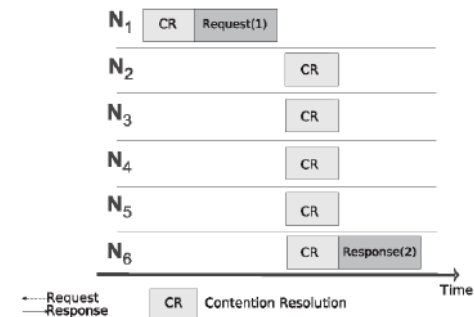 N1 CR Request(1)
N2 CR
N3 CR
N4 CR
N5 CR
N6 CR Response(2)
Time
Request
Response
CR Contention Resolution